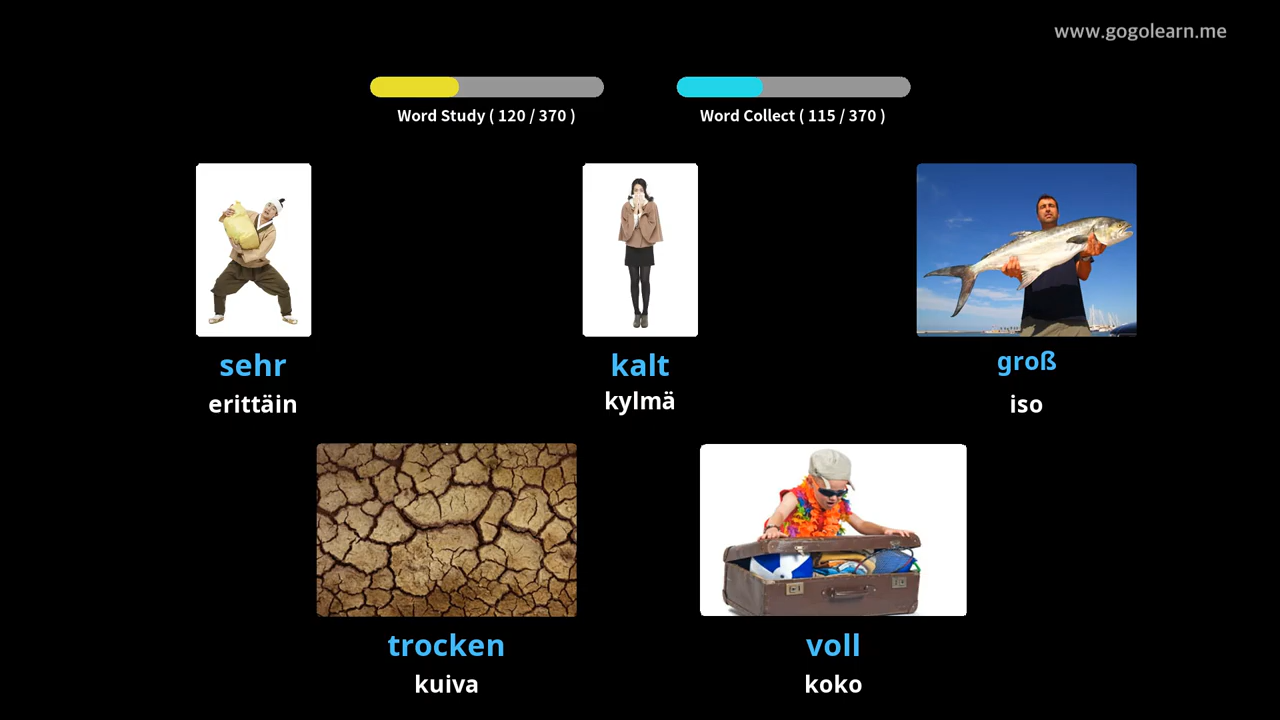 www.gogolearn.me
Word Study ( 120 / 370 )
Word Collect ( 115 / 370 )
sehr
erittäin
kalt
kylmä
groß
iso
trocken
kuiva
voll
koko